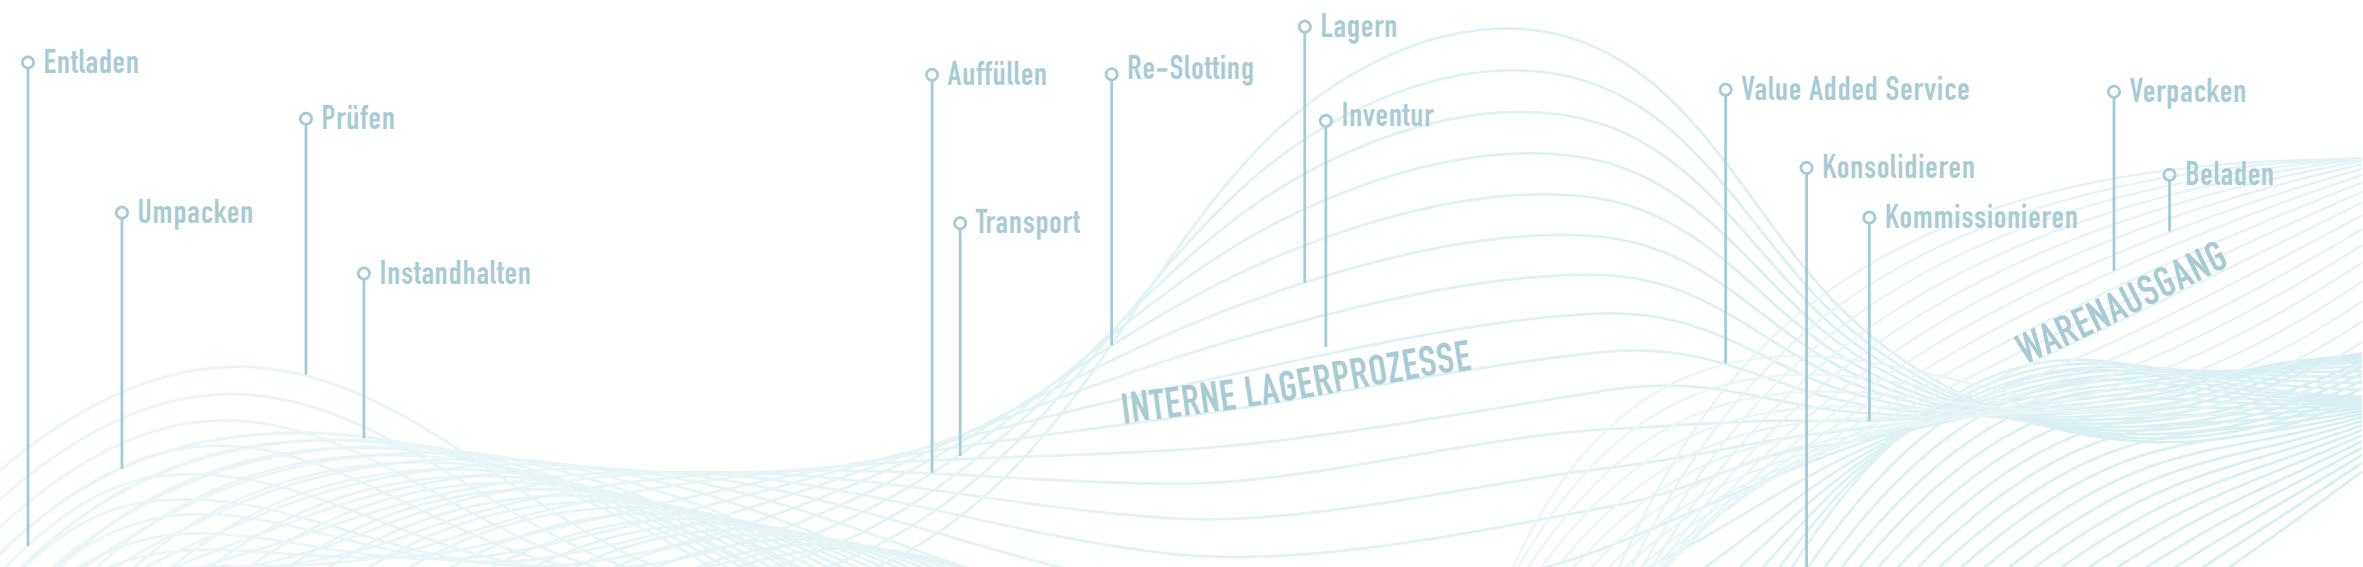 Entladen
Umpacken
Prüfen
Instandhalten
Auffüllen
Transport
Re-Slotting
Lagern
Inventur
INTERNE LAGERPROZESSE
Value Added Service
Konsolidieren
Kommissionieren
Verpacken
Beladen
WARENAUSGANG